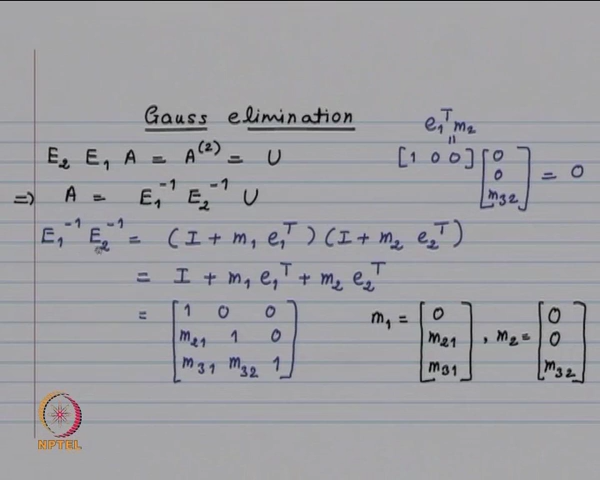 Gauss elimination
E₂ E₁ A = A⁽²⁾ = U
e₁ᵀm₂
=
[1 0 0] [0 0 m₃₂] = 0
⇒ A = E₁⁻¹ E₂⁻¹ U
E₁⁻¹ E₂⁻¹ = (I + m₁ e₁ᵀ)(I + m₂ e₂ᵀ)
= I + m₁ e₁ᵀ + m₂ e₂ᵀ
= [1 0 0
m₂₁ 1 0
m₃₁ m₃₂ 1]
m₁ = [0 m₂₁ m₃₁], m₂ = [0 0 m₃₂]
NPTEL